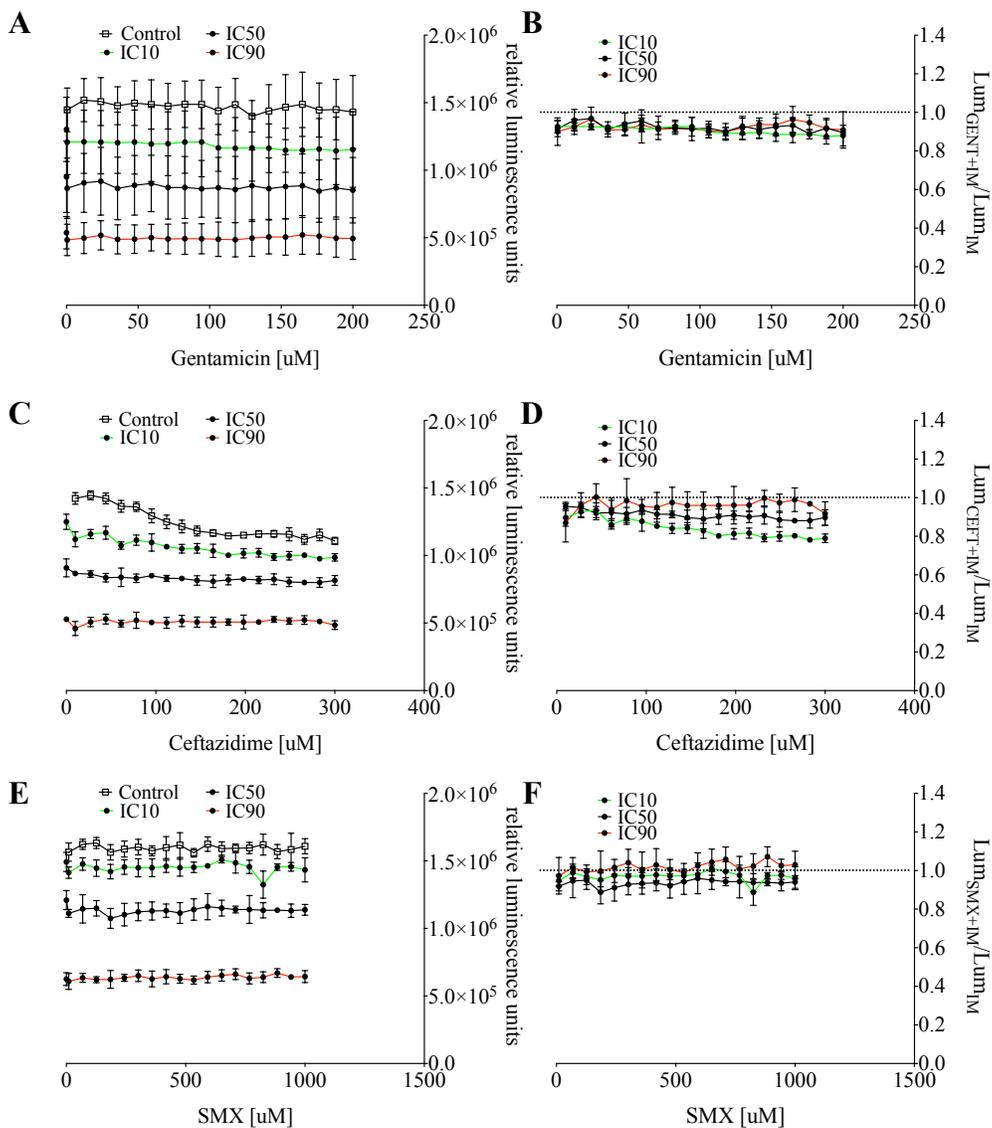 A
Control IC50
IC10 IC90
2.0×10⁶
1.5×10⁶
1.0×10⁶
5.0×10⁵
0.0
relative luminescence units
0 50 100 150 200 250
Gentamicin [uM]
B
IC10
IC50
IC90
1.4
1.2
1.0
0.8
0.6
0.4
0.2
0.0
Lum_GENT+IM/Lum_IM
0 50 100 150 200 250
Gentamicin [uM]
C
Control IC50
IC10 IC90
2.0×10⁶
1.5×10⁶
1.0×10⁶
5.0×10⁵
0.0
relative luminescence units
0 100 200 300 400
Ceftazidime [uM]
D
IC10
IC50
IC90
1.4
1.2
1.0
0.8
0.6
0.4
0.2
0.0
Lum_CEFT+IM/Lum_IM
0 100 200 300 400
Ceftazidime [uM]
E
Control IC50
IC10 IC90
2.0×10⁶
1.5×10⁶
1.0×10⁶
5.0×10⁵
0.0
relative luminescence units
0 500 1000 1500
SMX [uM]
F
IC10
IC50
IC90
1.4
1.2
1.0
0.8
0.6
0.4
0.2
0.0
Lum_SMX+IM/Lum_IM
0 500 1000 1500
SMX [uM]